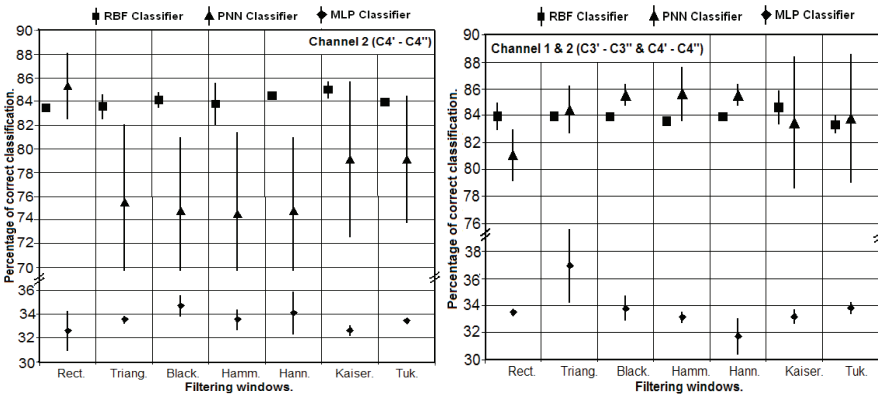 RBF Classifier PNN Classifier MLP Classifier
Channel 2 (C4' - C4'')
Percentage of correct classification.
90
88
86
84
82
80
78
76
74
72
70
36
34
32
30
Rect. Triang. Black. Hamm. Hann. Kaiser. Tuk.
Filtering windows.
RBF Classifier PNN Classifier MLP Classifier
Channel 1 & 2 (C3' - C3'' & C4' - C4'')
Percentage of correct classification.
90
88
86
84
82
80
78
76
38
36
34
32
30
Rect. Triang. Black. Hamm. Hann. Kaiser. Tuk.
Filtering windows.